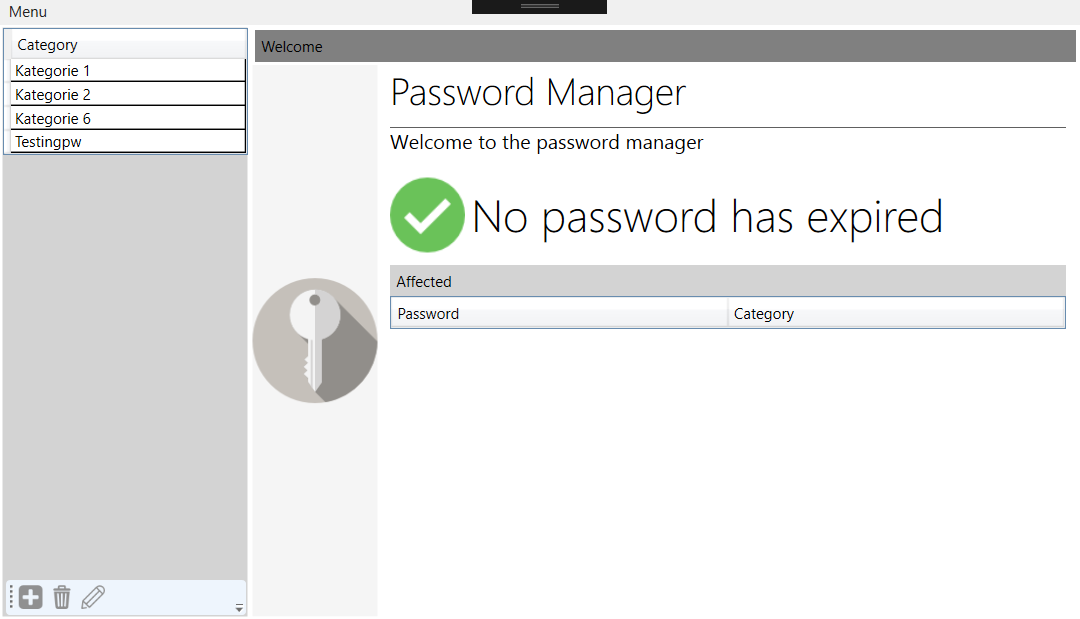 Menu
Category
Kategorie 1
Kategorie 2
Kategorie 6
Testingpw
Welcome
Password Manager
Welcome to the password manager
No password has expired
Affected
Password Category